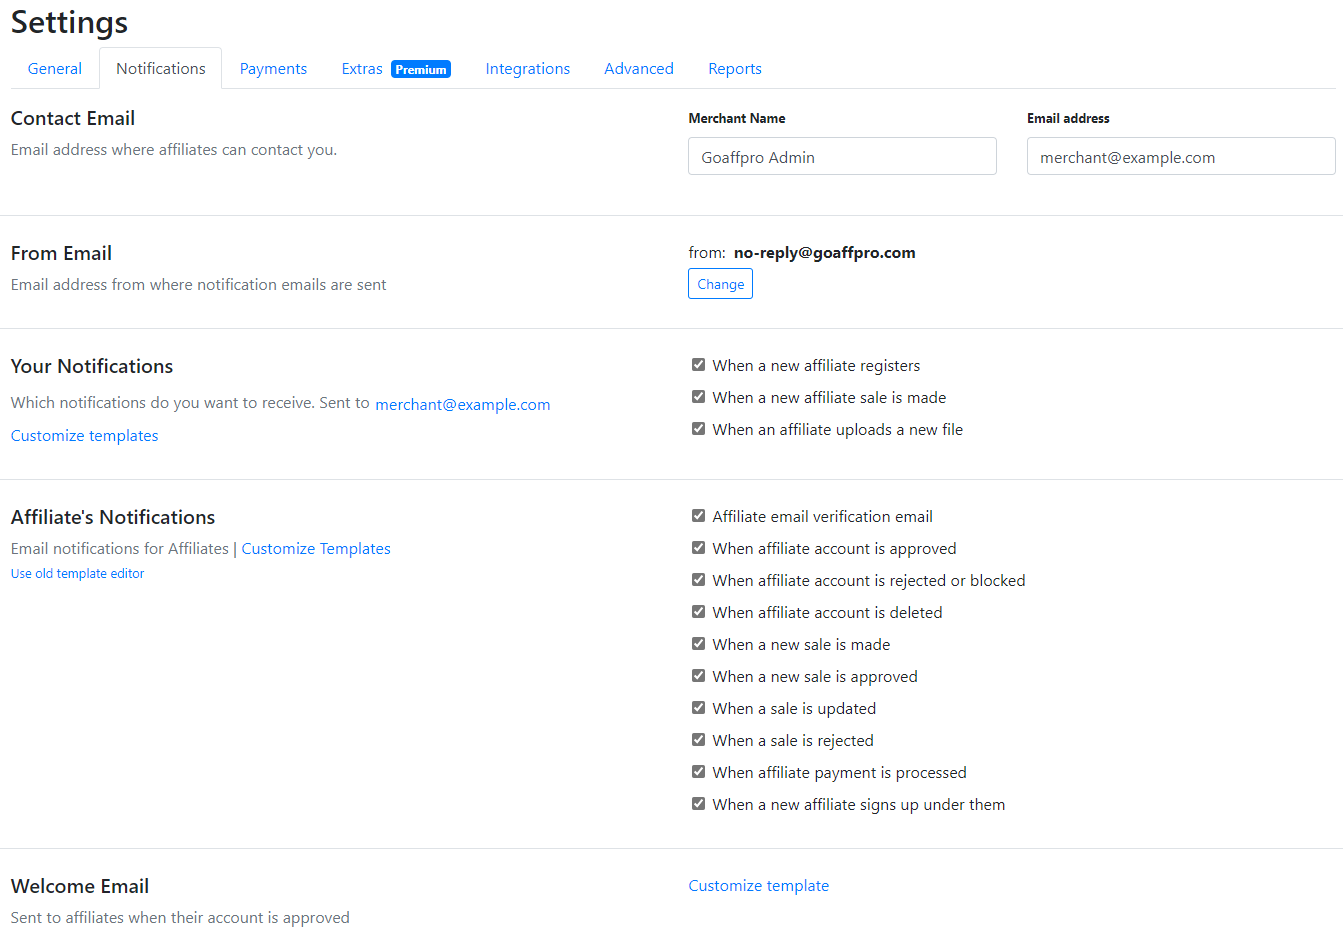 Settings
General Notifications Payments Extras Premium Integrations Advanced Reports
Contact Email
Email address where affiliates can contact you.
Merchant Name
Goaffpro Admin
Email address
merchant@example.com
From Email
Email address from where notification emails are sent
from: no-reply@goaffpro.com
Change
Your Notifications
Which notifications do you want to receive. Sent to merchant@example.com
Customize templates
When a new affiliate registers
When a new affiliate sale is made
When an affiliate uploads a new file
Affiliate's Notifications
Email notifications for Affiliates | Customize Templates
Use old template editor
Affiliate email verification email
When affiliate account is approved
When affiliate account is rejected or blocked
When affiliate account is deleted
When a new sale is made
When a new sale is approved
When a sale is updated
When a sale is rejected
When affiliate payment is processed
When a new affiliate signs up under them
Welcome Email
Sent to affiliates when their account is approved
Customize template